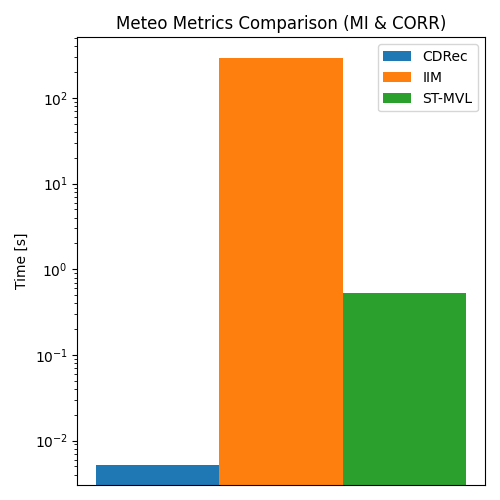 Meteo Metrics Comparison (MI & CORR)
CDRec
IIM
ST-MVL
Time [s]
10²
10¹
10⁰
10⁻¹
10⁻²